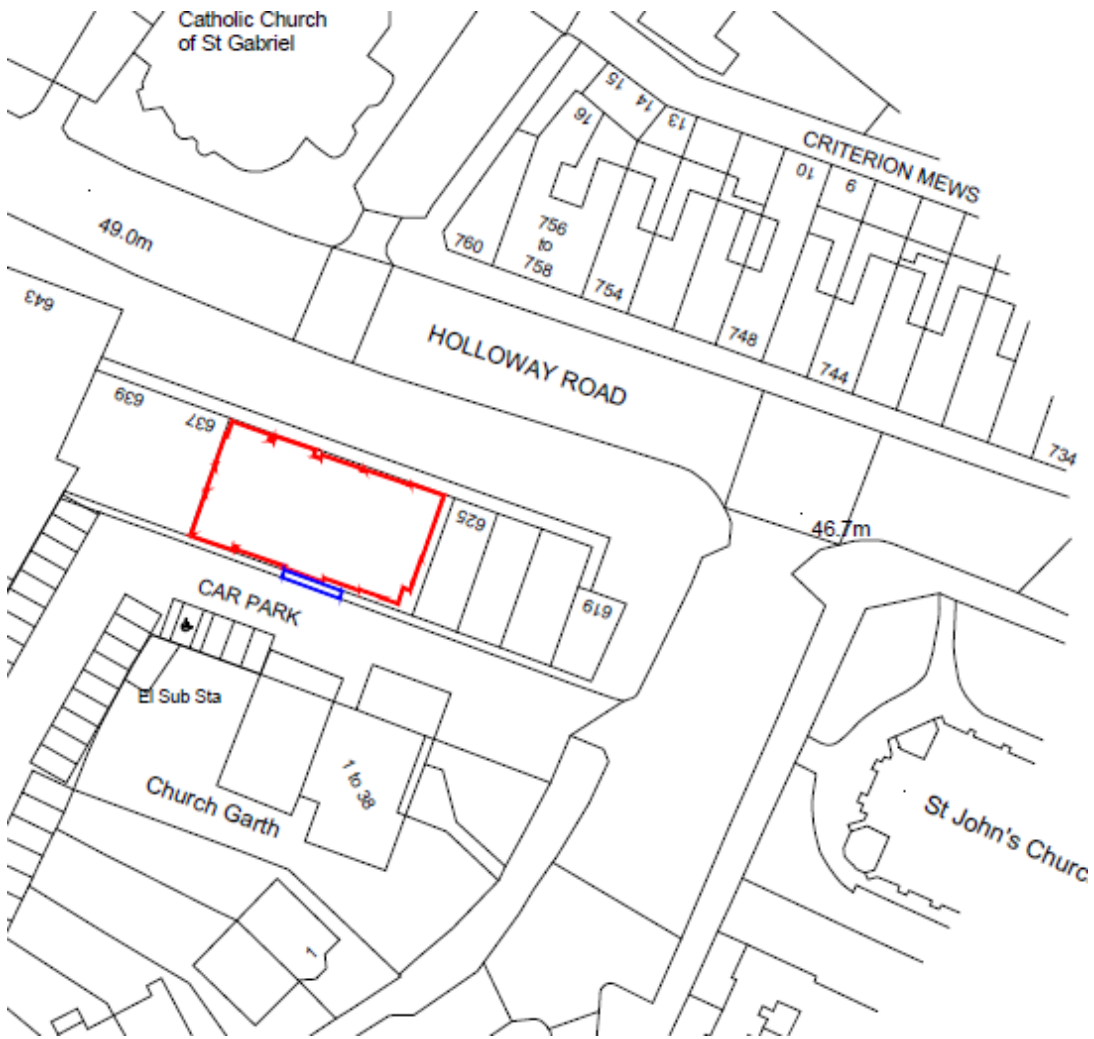 Catholic Church
of St Gabriel
15
14
13
16
CRITERION MEWS
10
9
49.0m
760
756
to
758
754
748
744
734
643
HOLLOWAY ROAD
639
637
625
619
46.7m
CAR PARK
El Sub Sta
1 to 38
Church Garth
St John's Churc
1